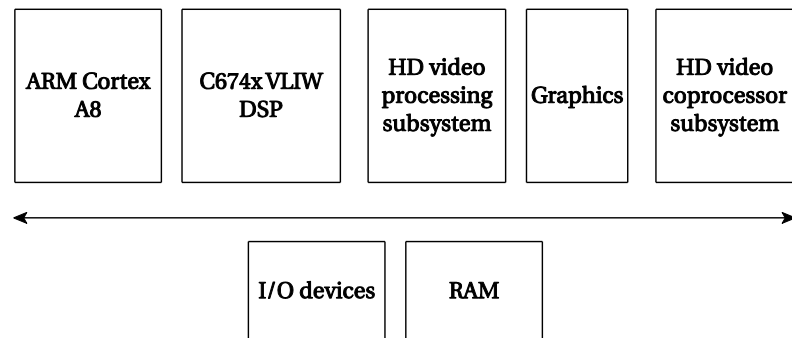 ARM Cortex
A8
C674x VLIW
DSP
HD video
processing
subsystem
Graphics
HD video
coprocessor
subsystem
I/O devices
RAM